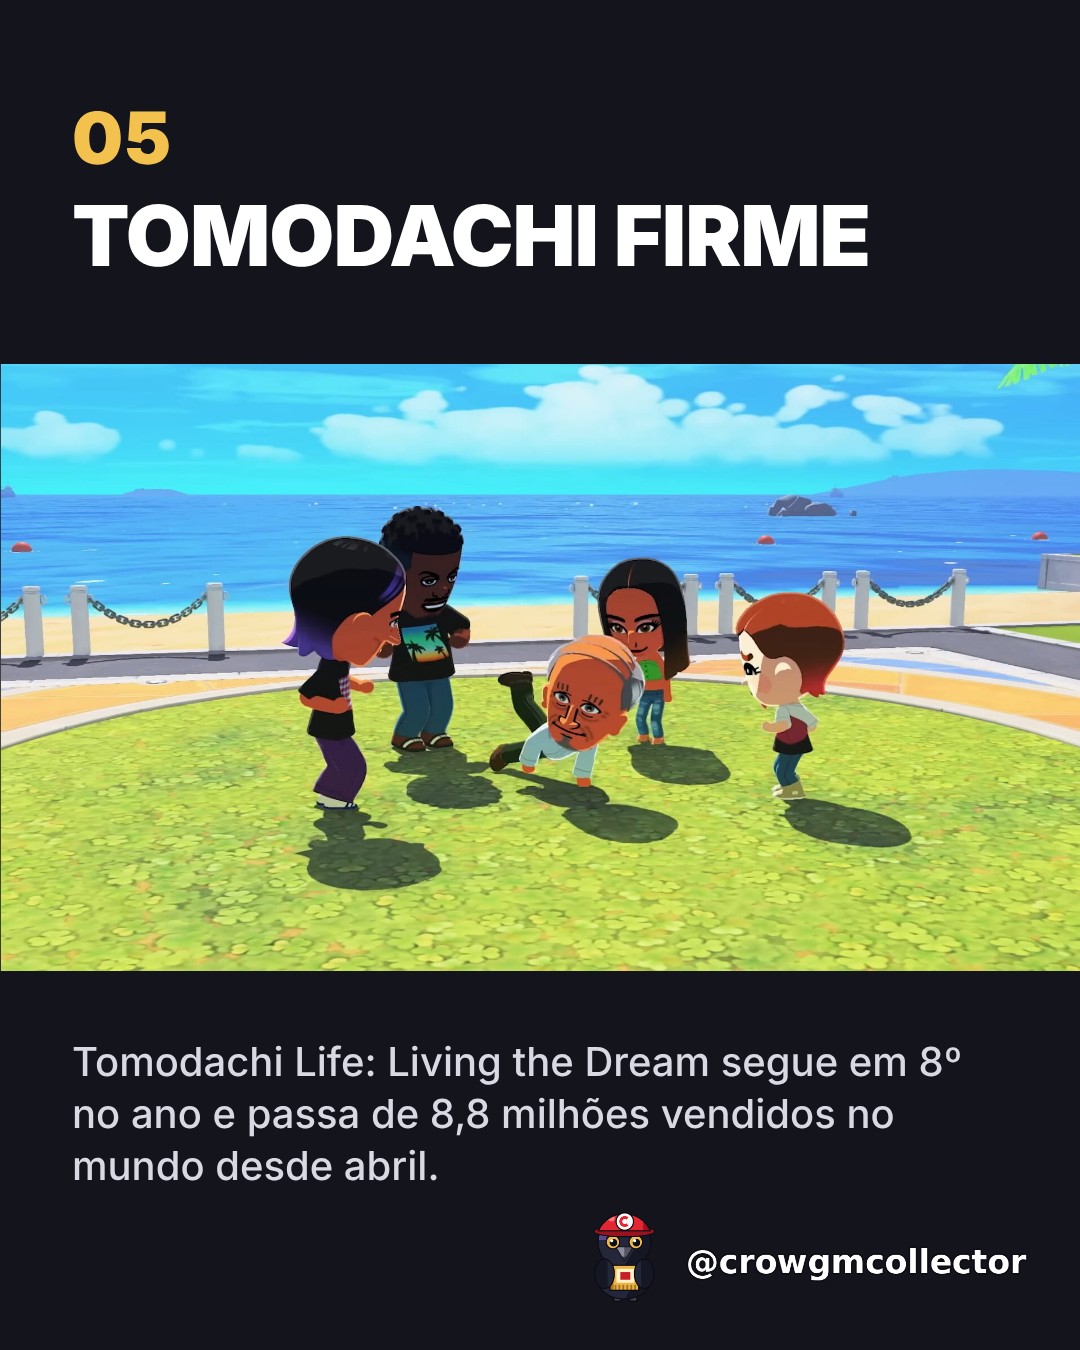 05
TOMODACHI FIRME
Tomodachi Life: Living the Dream segue em 8º
no ano e passa de 8,8 milhões vendidos no
mundo desde abril.
C
@crowgmcollector